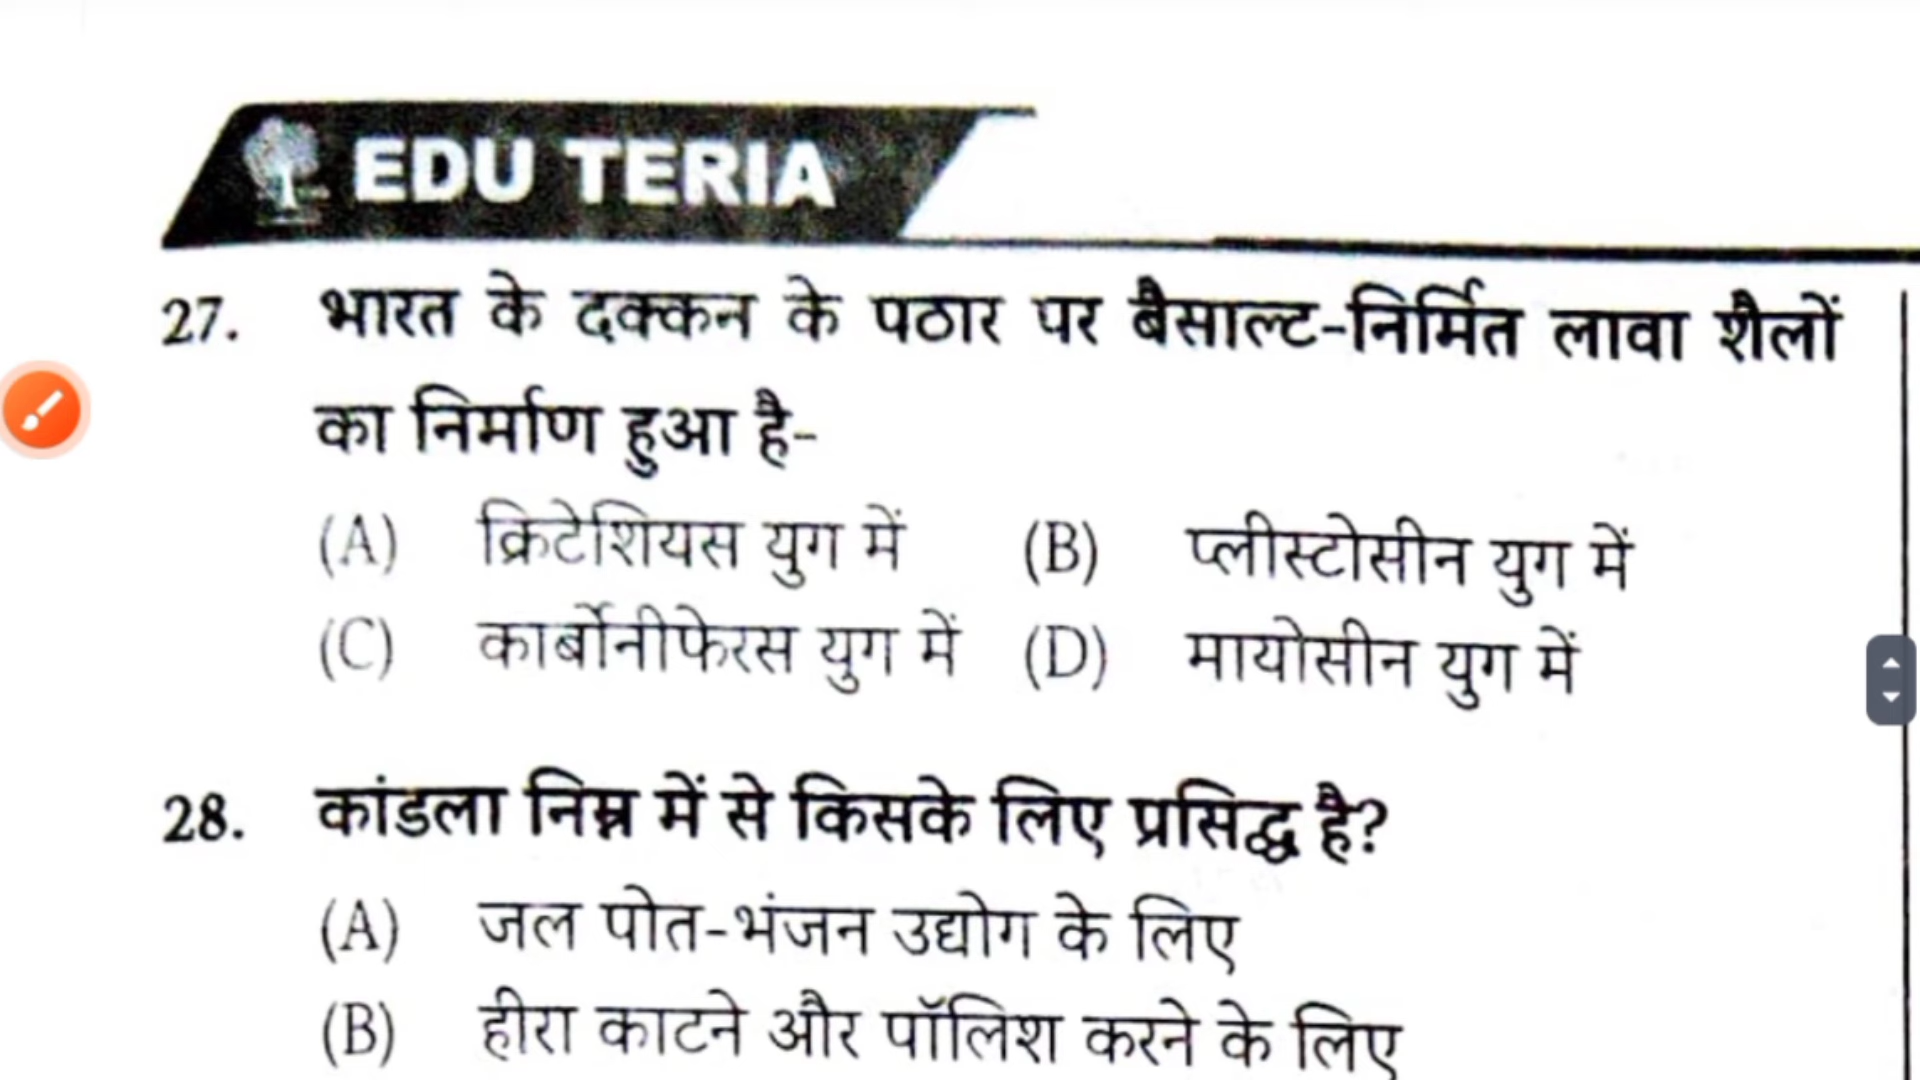 EDU TERIA
27. भारत के दक्कन के पठार पर बैसाल्ट-निर्मित लावा शैलों
का निर्माण हुआ है-
(A) क्रिटेशियस युग में (B) प्लीस्टोसीन युग में
(C) कार्बोनीफेरस युग में (D) मायोसीन युग में
28. कांडला निम्न में से किसके लिए प्रसिद्ध है?
(A) जल पोत-भंजन उद्योग के लिए
(B) हीरा काटने और पॉलिश करने के लिए